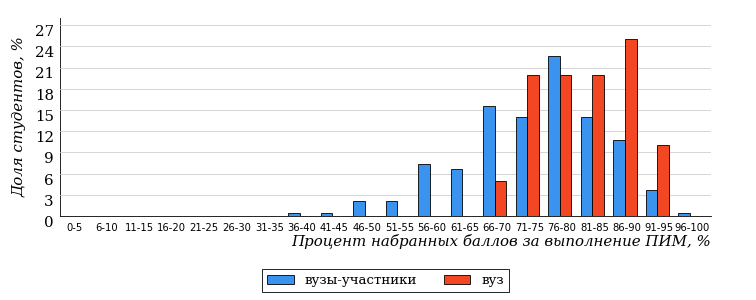 27
24
21
18
15
12
9
6
3
0
Доля студентов, %
0-5 6-10 11-15 16-20 21-25 26-30 31-35 36-40 41-45 46-50 51-55 56-60 61-65 66-70 71-75 76-80 81-85 86-90 91-95 96-100
Процент набранных баллов за выполнение ПИМ, %
вузы-участники вуз